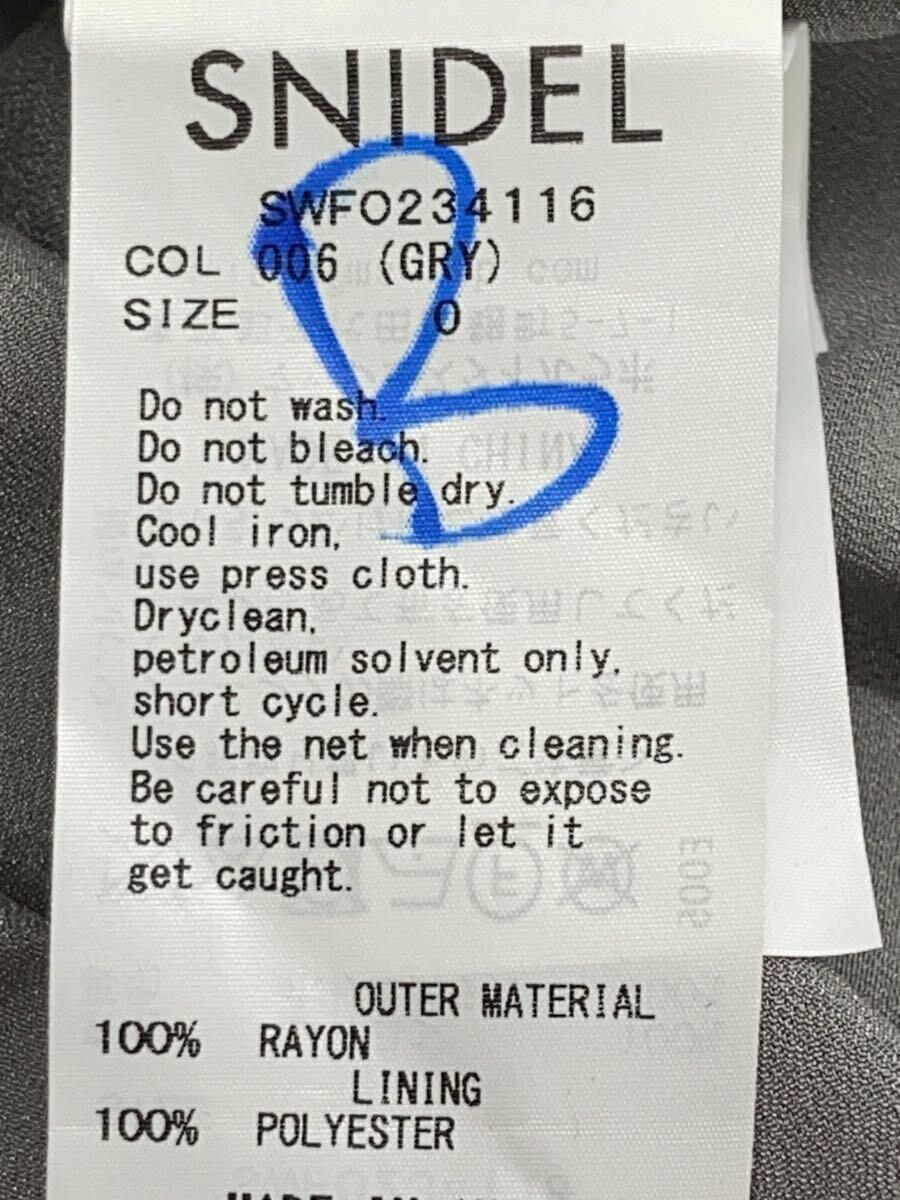 SNIDEL
SWFO234116
COL 006 (GRY)
SIZE 0
Do not wash.
Do not bleach.
Do not tumble dry.
Cool iron,
use press cloth.
Dryclean,
petroleum solvent only,
short cycle.
Use the net when cleaning.
Be careful not to expose
to friction or let it
get caught.
OUTER MATERIAL
100% RAYON
LINING
100% POLYESTER